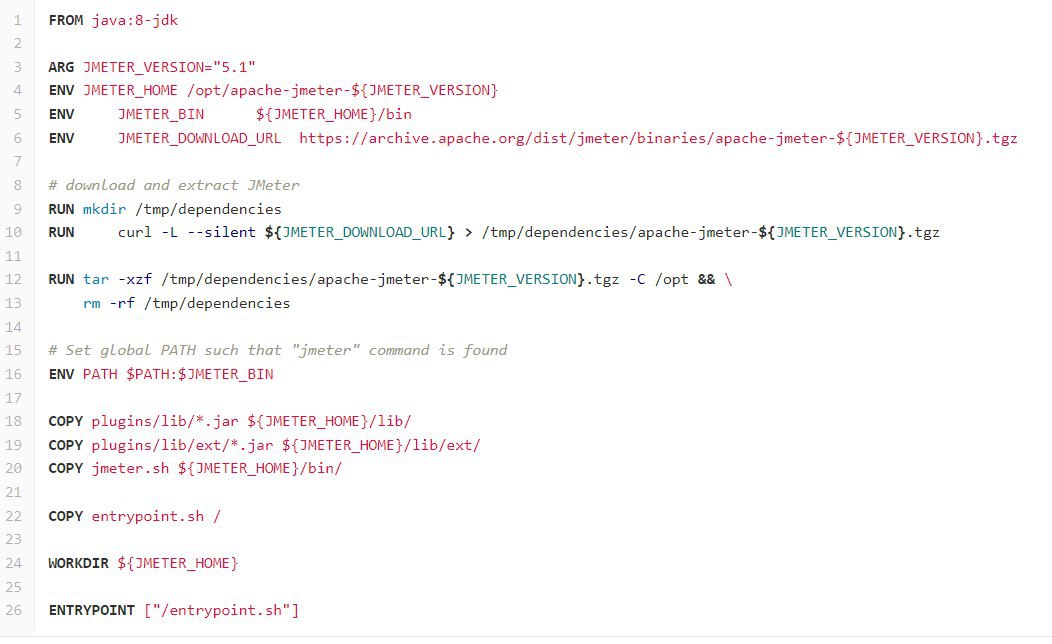 1 FROM java:8-jdk
2
3 ARG JMETER_VERSION="5.1"
4 ENV JMETER_HOME /opt/apache-jmeter-${JMETER_VERSION}
5 ENV     JMETER_BIN      ${JMETER_HOME}/bin
6 ENV     JMETER_DOWNLOAD_URL  https://archive.apache.org/dist/jmeter/binaries/apache-jmeter-${JMETER_VERSION}.tgz
7
8 # download and extract JMeter
9 RUN mkdir /tmp/dependencies
10 RUN     curl -L --silent ${JMETER_DOWNLOAD_URL} > /tmp/dependencies/apache-jmeter-${JMETER_VERSION}.tgz
11
12 RUN tar -xzf /tmp/dependencies/apache-jmeter-${JMETER_VERSION}.tgz -C /opt && \
13     rm -rf /tmp/dependencies
14
15 # Set global PATH such that "jmeter" command is found
16 ENV PATH $PATH:$JMETER_BIN
17
18 COPY plugins/lib/*.jar ${JMETER_HOME}/lib/
19 COPY plugins/lib/ext/*.jar ${JMETER_HOME}/lib/ext/
20 COPY jmeter.sh ${JMETER_HOME}/bin/
21
22 COPY entrypoint.sh /
23
24 WORKDIR ${JMETER_HOME}
25
26 ENTRYPOINT ["/entrypoint.sh"]